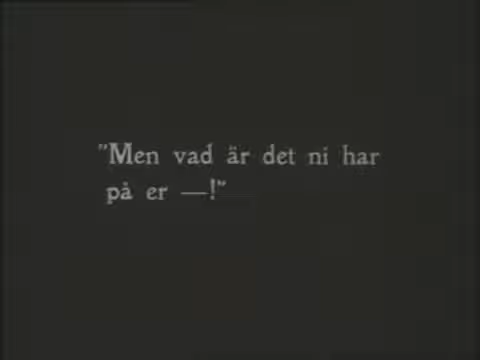 "Men vad är det ni har
på er —!"